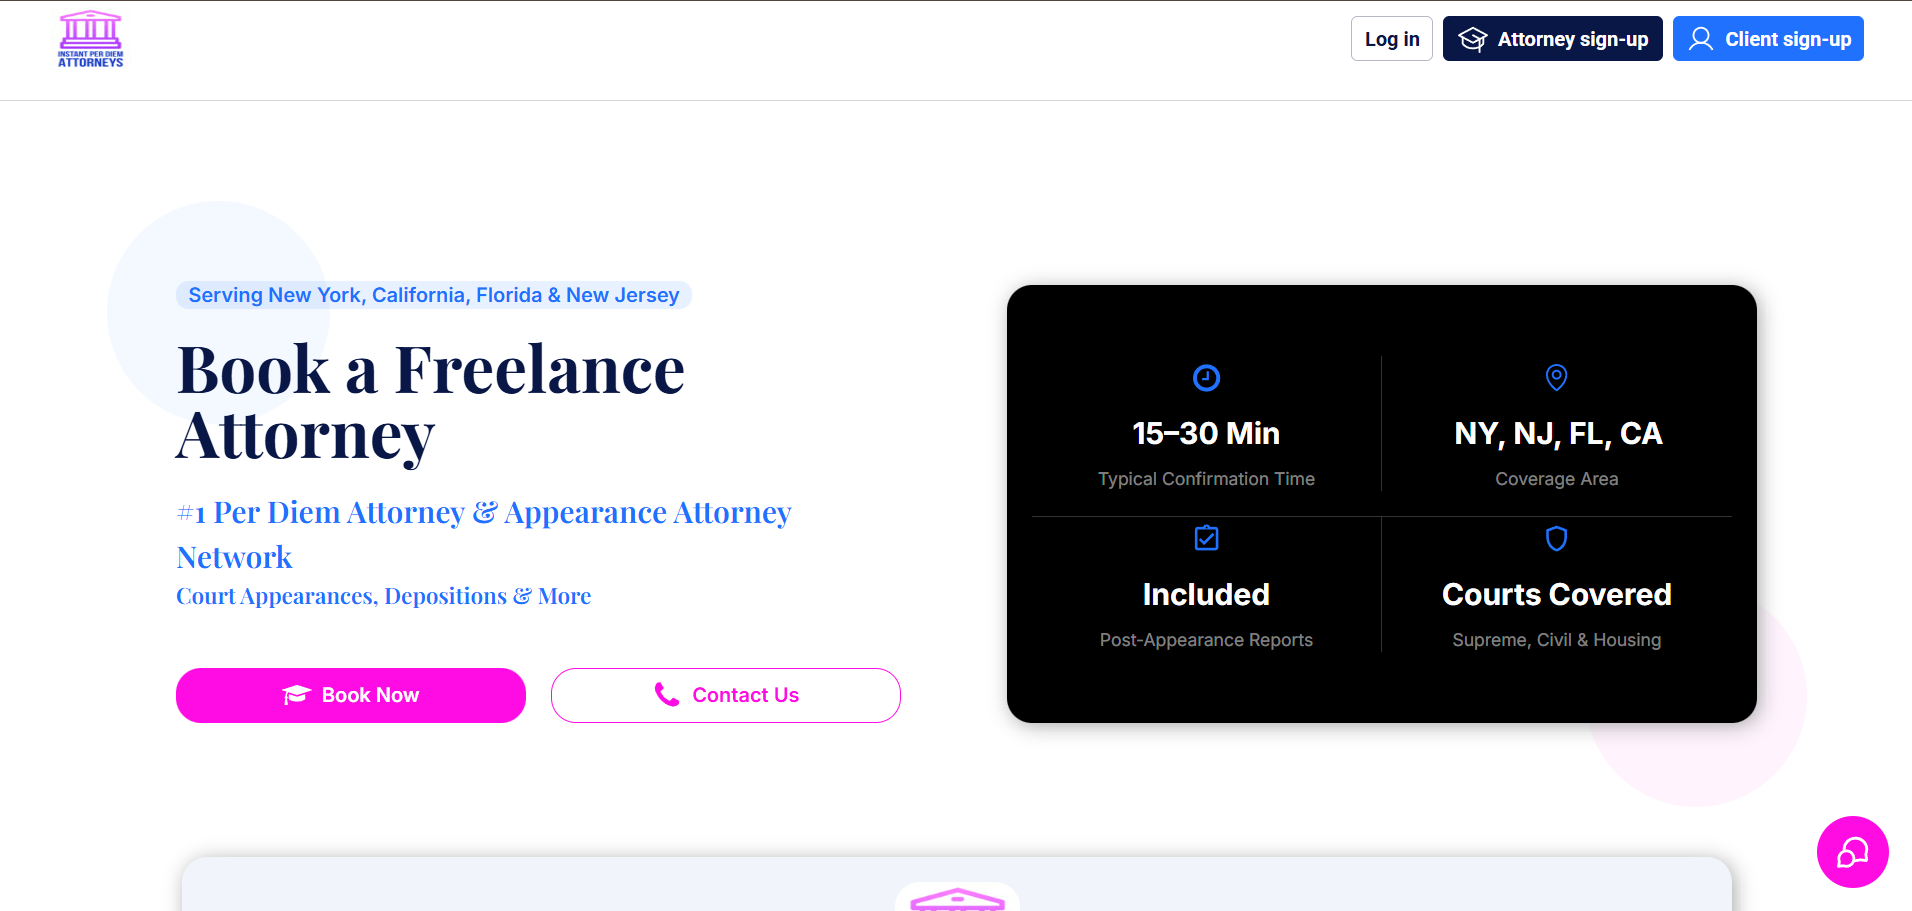 INSTANT PER DIEM
ATTORNEYS
Log in
Attorney sign-up
Client sign-up
Serving New York, California, Florida & New Jersey
Book a Freelance
Attorney
#1 Per Diem Attorney & Appearance Attorney
Network
Court Appearances, Depositions & More
Book Now
Contact Us
15–30 Min
Typical Confirmation Time
NY, NJ, FL, CA
Coverage Area
Included
Post-Appearance Reports
Courts Covered
Supreme, Civil & Housing